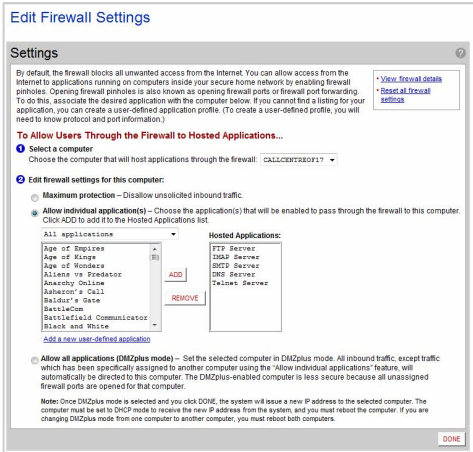 Edit Firewall Settings
Settings
?
By default, the firewall blocks all unwanted access from the Internet. You can allow access from the
Internet to applications running on computers inside your secure home network by enabling firewall
pinholes. Opening firewall pinholes is also known as opening firewall ports or firewall port forwarding.
To do this, associate the desired application with the computer below. If you cannot find a listing for your
application, you can create a user-defined application profile. (To create a user-defined profile, you will
need to know protocol and port information.)
• View firewall details
• Reset all firewall
settings
To Allow Users Through the Firewall to Hosted Applications...
1 Select a computer
Choose the computer that will host applications through the firewall: CALLCENTREOF17
2 Edit firewall settings for this computer:
Maximum protection – Disallow unsolicited inbound traffic.
Allow individual application(s) – Choose the application(s) that will be enabled to pass through the firewall to this computer.
Click ADD to add it to the Hosted Applications list.
All applications
Age of Empires
Age of Kings
Age of Wonders
Aliens vs Predator
Anarchy Online
Asheron's Call
Baldur's Gate
BattleCom
Battlefield Communicator
Black and White
ADD
REMOVE
Hosted Applications:
FTP Server
IMAP Server
SMTP Server
DNS Server
Telnet Server
Add a new user-defined application
Allow all applications (DMZplus mode) – Set the selected computer in DMZplus mode. All inbound traffic, except traffic
which has been specifically assigned to another computer using the "Allow individual applications" feature, will
automatically be directed to this computer. The DMZplus-enabled computer is less secure because all unassigned
firewall ports are opened for that computer.
Note: Once DMZplus mode is selected and you click DONE, the system will issue a new IP address to the selected computer. The
computer must be set to DHCP mode to receive the new IP address from the system, and you must reboot the computer. If you are
changing DMZplus mode from one computer to another computer, you must reboot both computers.
DONE